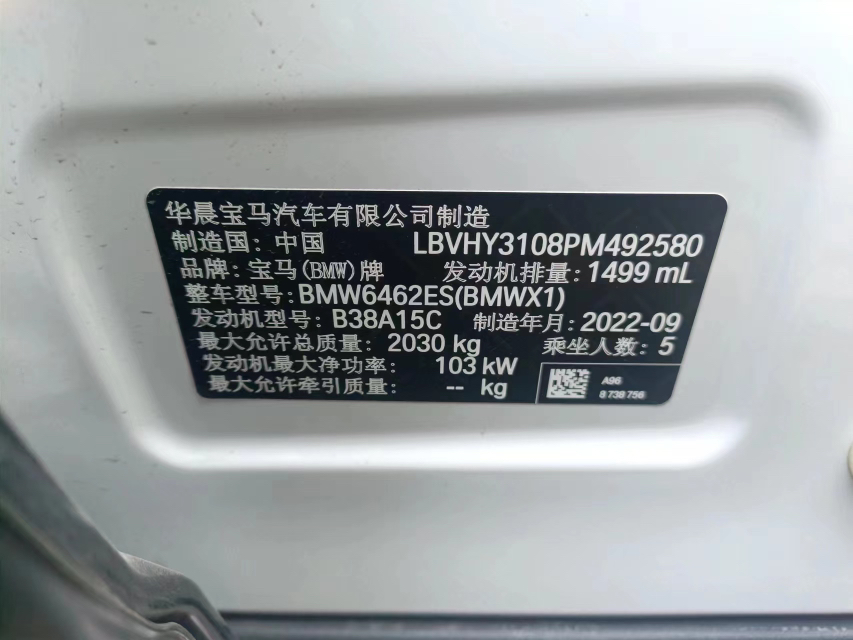 华晨宝马汽车有限公司制造
制造国: 中国 LBVHY3108PM492580
品牌: 宝马(BMW)牌 发动机排量: 1499 mL
整车型号: BMW6462ES(BMWX1)
发动机型号: B38A15C 制造年月: 2022-09
最大允许总质量: 2030 kg 乘坐人数: 5
发动机最大净功率: 103 kW
最大允许牵引质量: -- kg
A96
8 738 756